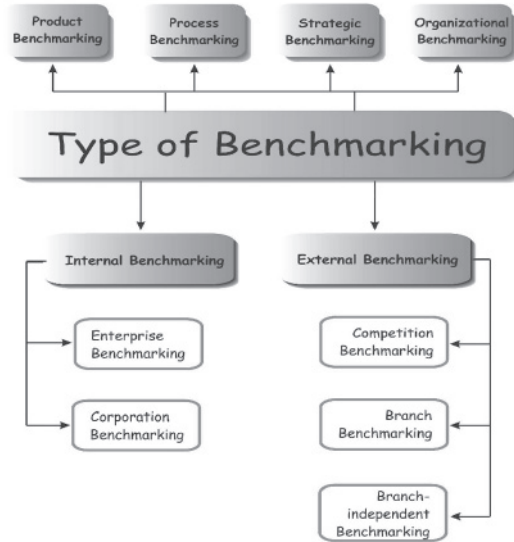 Product
Benchmarking
Process
Benchmarking
Strategic
Benchmarking
Organizational
Benchmarking
Type of Benchmarking
Internal Benchmarking
External Benchmarking
Enterprise
Benchmarking
Corporation
Benchmarking
Competition
Benchmarking
Branch
Benchmarking
Branch-
independent
Benchmarking